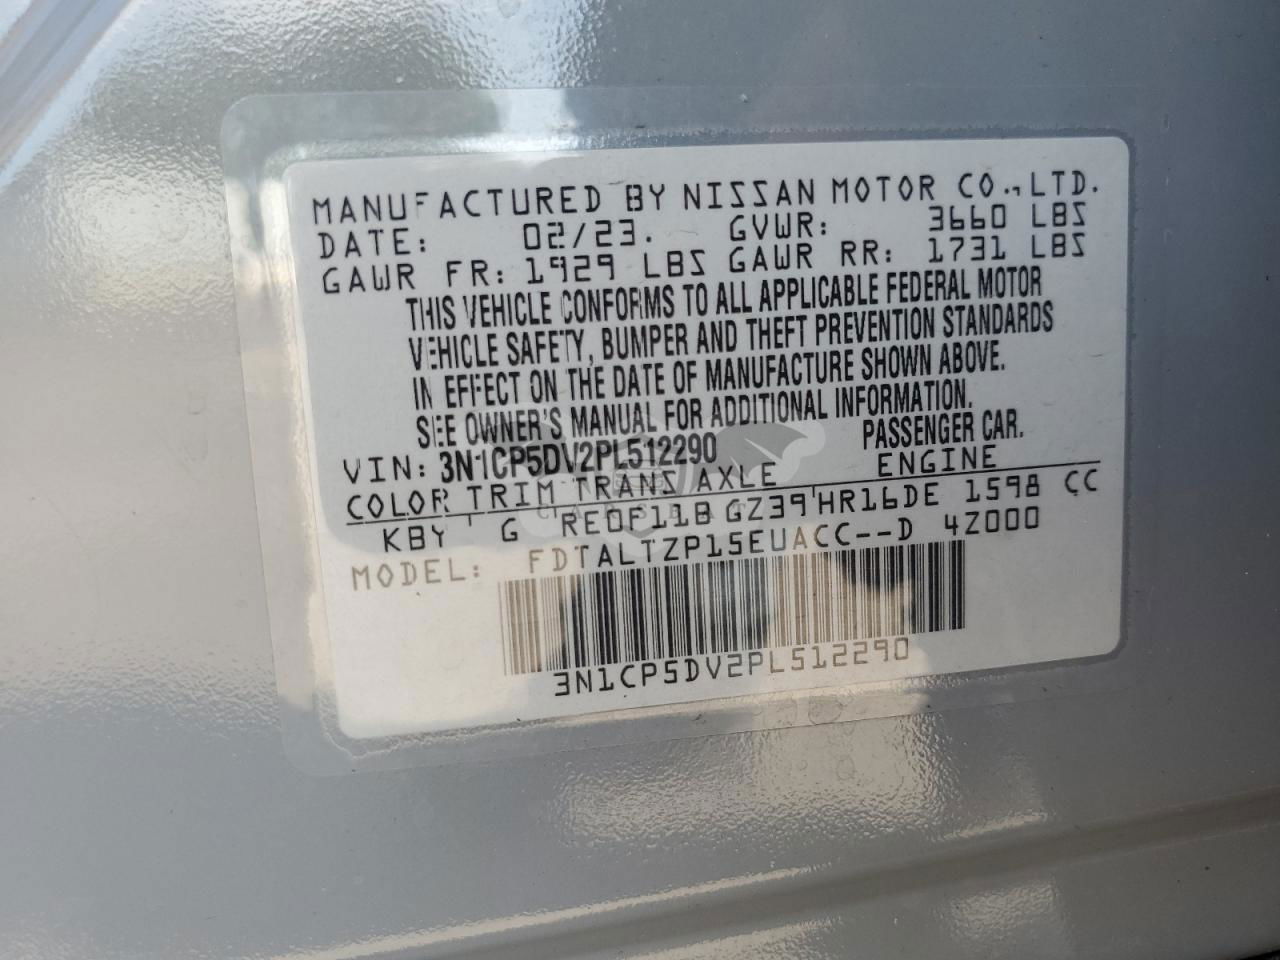 MANUFACTURED BY NISSAN MOTOR CO., LTD.
DATE: 02/23. GVWR: 3660 LBS
GAWR FR: 1929 LBS GAWR RR: 1731 LBS
THIS VEHICLE CONFORMS TO ALL APPLICABLE FEDERAL MOTOR
VEHICLE SAFETY, BUMPER AND THEFT PREVENTION STANDARDS
IN EFFECT ON THE DATE OF MANUFACTURE SHOWN ABOVE.
SEE OWNER'S MANUAL FOR ADDITIONAL INFORMATION.
VIN: 3N1CP5DV2PL512290 PASSENGER CAR.
COLOR TRIM TRANS AXLE ENGINE
KBY G RE0F11B GZ39 HR16DE 1598 CC
MODEL: FDTALTZP15EUACC--D 4Z000
3N1CP5DV2PL512290